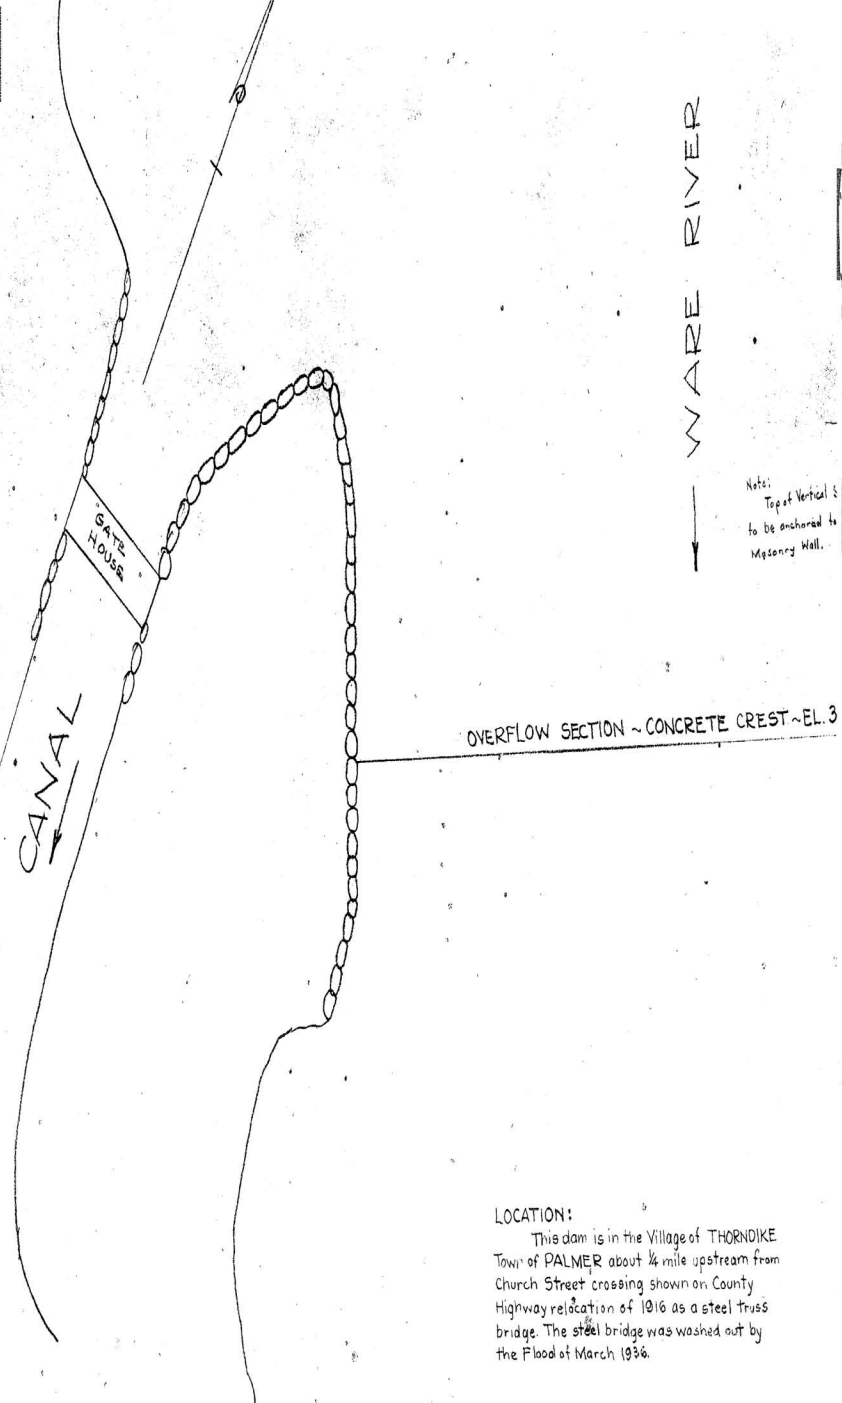 WARE RIVER
GATE
HOUSE
Note:
Top of Vertical
to be anchored to
Masonry Wall.
OVERFLOW SECTION ~ CONCRETE CREST ~ EL. 3
CANAL
LOCATION:
This dam is in the Village of THORNDIKE
Town of PALMER about 1/4 mile upstream from
Church Street crossing shown on County
Highway relocation of 1916 as a steel truss
bridge. The steel bridge was washed out by
the Flood of March 1936.